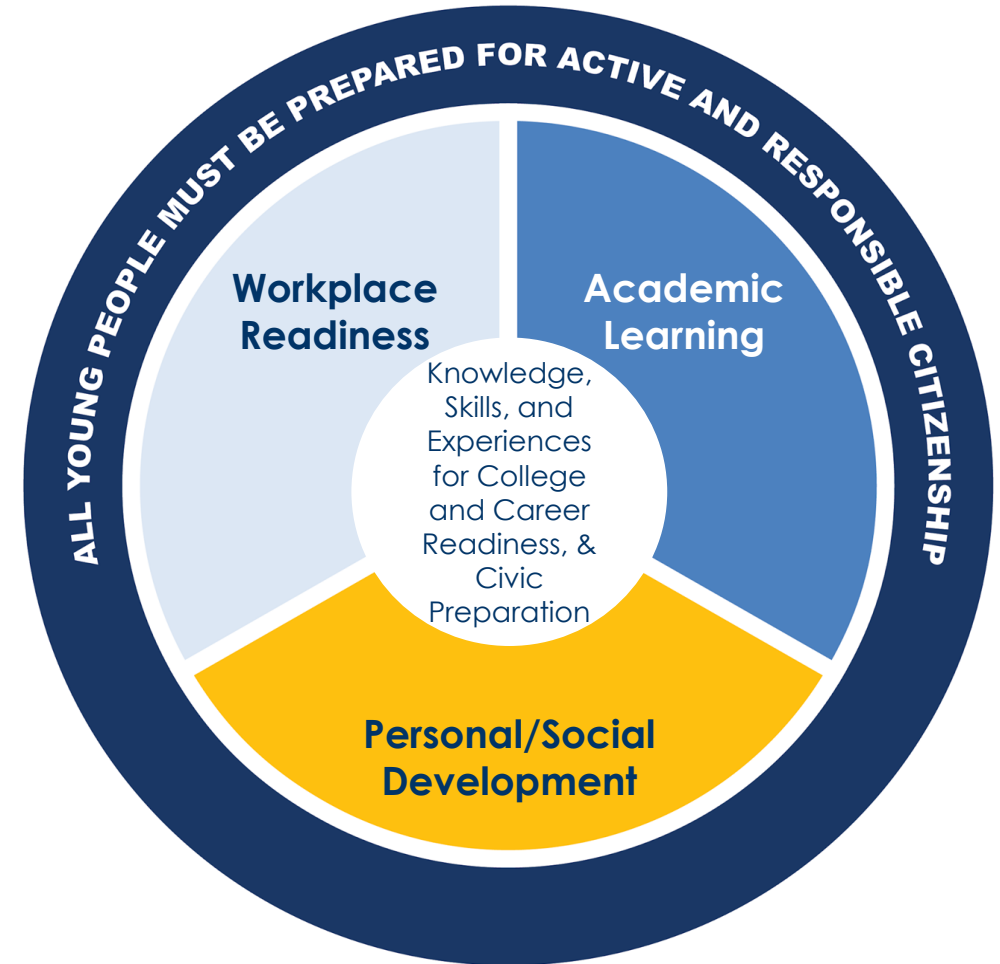 ALL YOUNG PEOPLE MUST BE PREPARED FOR ACTIVE AND RESPONSIBLE CITIZENSHIP
Workplace
Readiness
Academic
Learning
Knowledge,
Skills, and
Experiences
for College
and Career
Readiness, &
Civic
Preparation
Personal/Social
Development